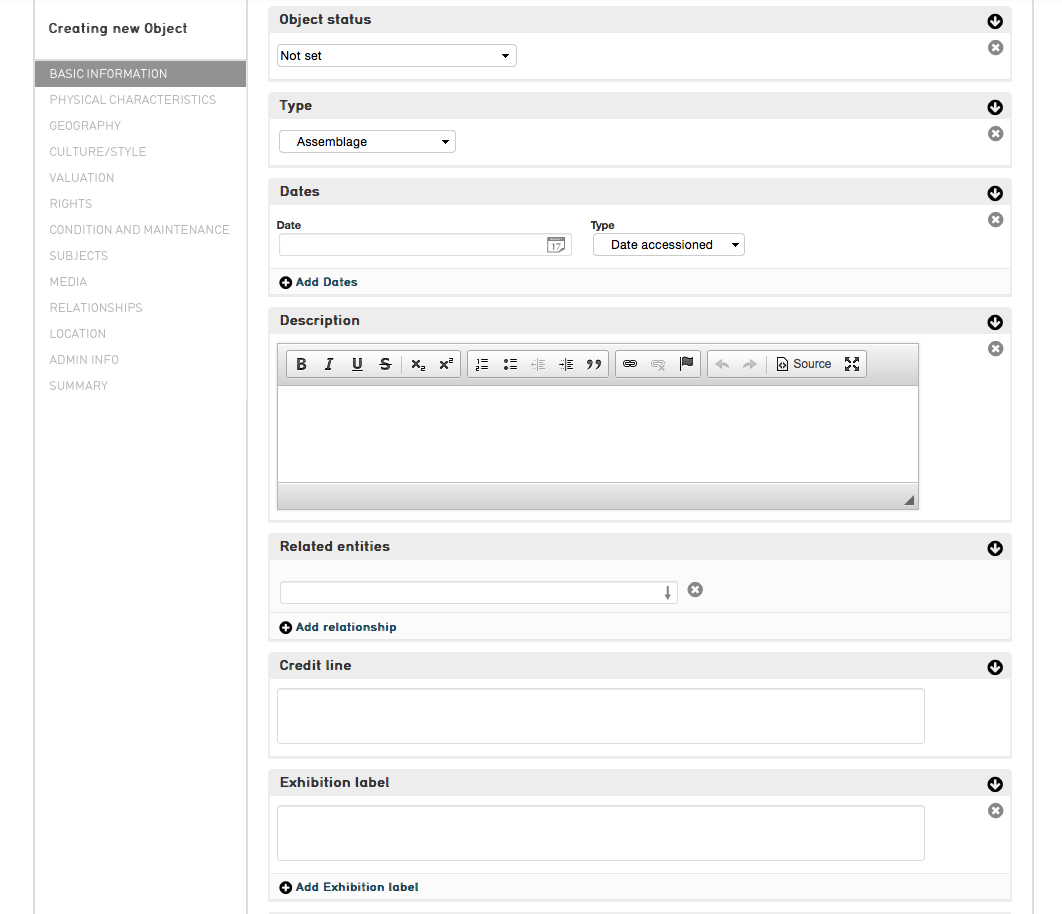 Creating new Object
BASIC INFORMATION
PHYSICAL CHARACTERISTICS
GEOGRAPHY
CULTURE/STYLE
VALUATION
RIGHTS
CONDITION AND MAINTENANCE
SUBJECTS
MEDIA
RELATIONSHIPS
LOCATION
ADMIN INFO
SUMMARY
Object status
Not set
Type
Assemblage
Dates
Date Type
17 Date accessioned
Add Dates
Description
B I U S x₂ x² Source
Related entities
Add relationship
Credit line
Exhibition label
Add Exhibition label